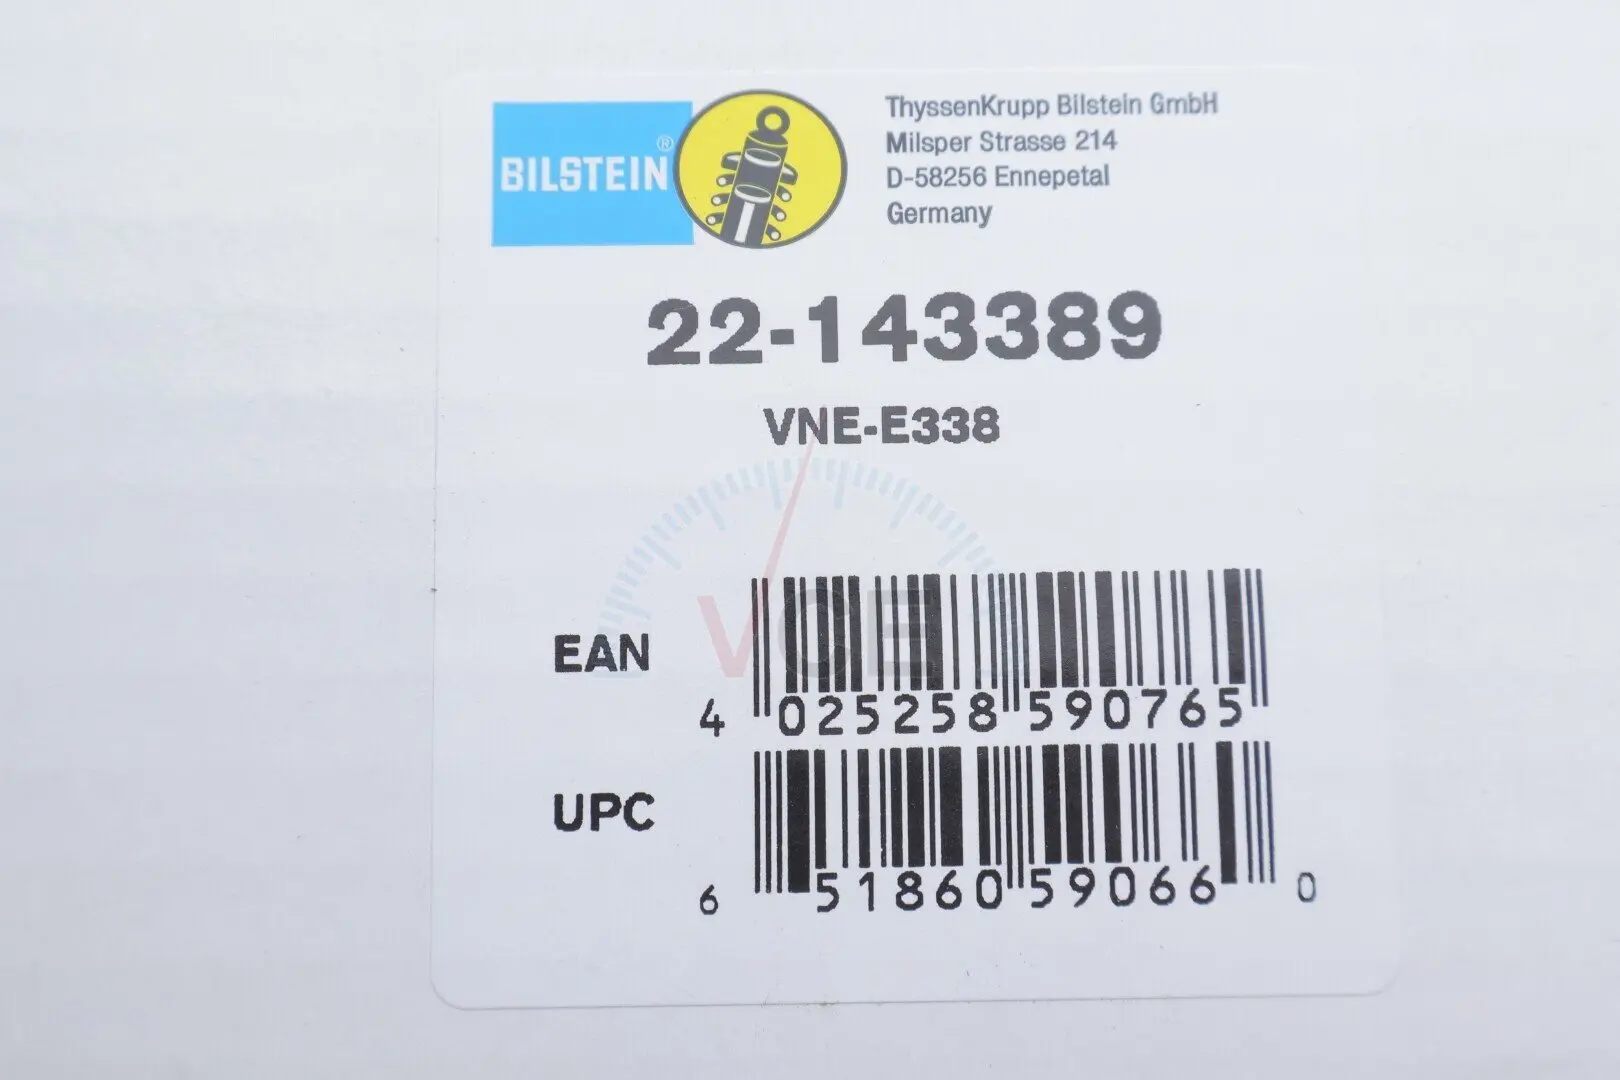 BILSTEIN®
ThyssenKrupp Bilstein GmbH
Milsper Strasse 214
D-58256 Ennepetal
Germany
22-143389
VNE-E338
VCE
EAN
4 025258 590765
UPC
6 51860 59066 0